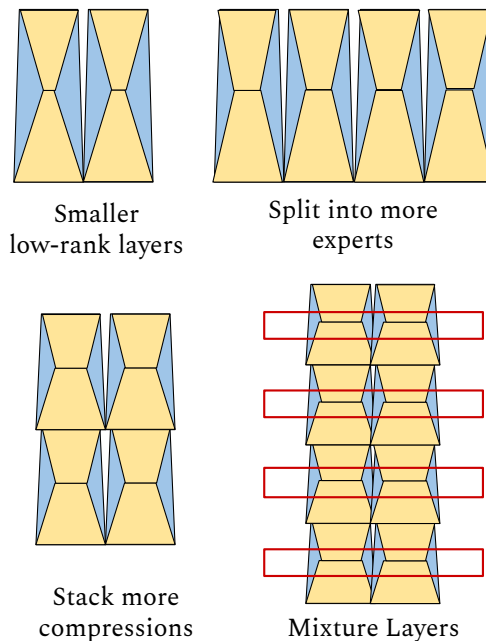 Smaller
low-rank layers
Split into more
experts
Stack more
compressions
Mixture Layers